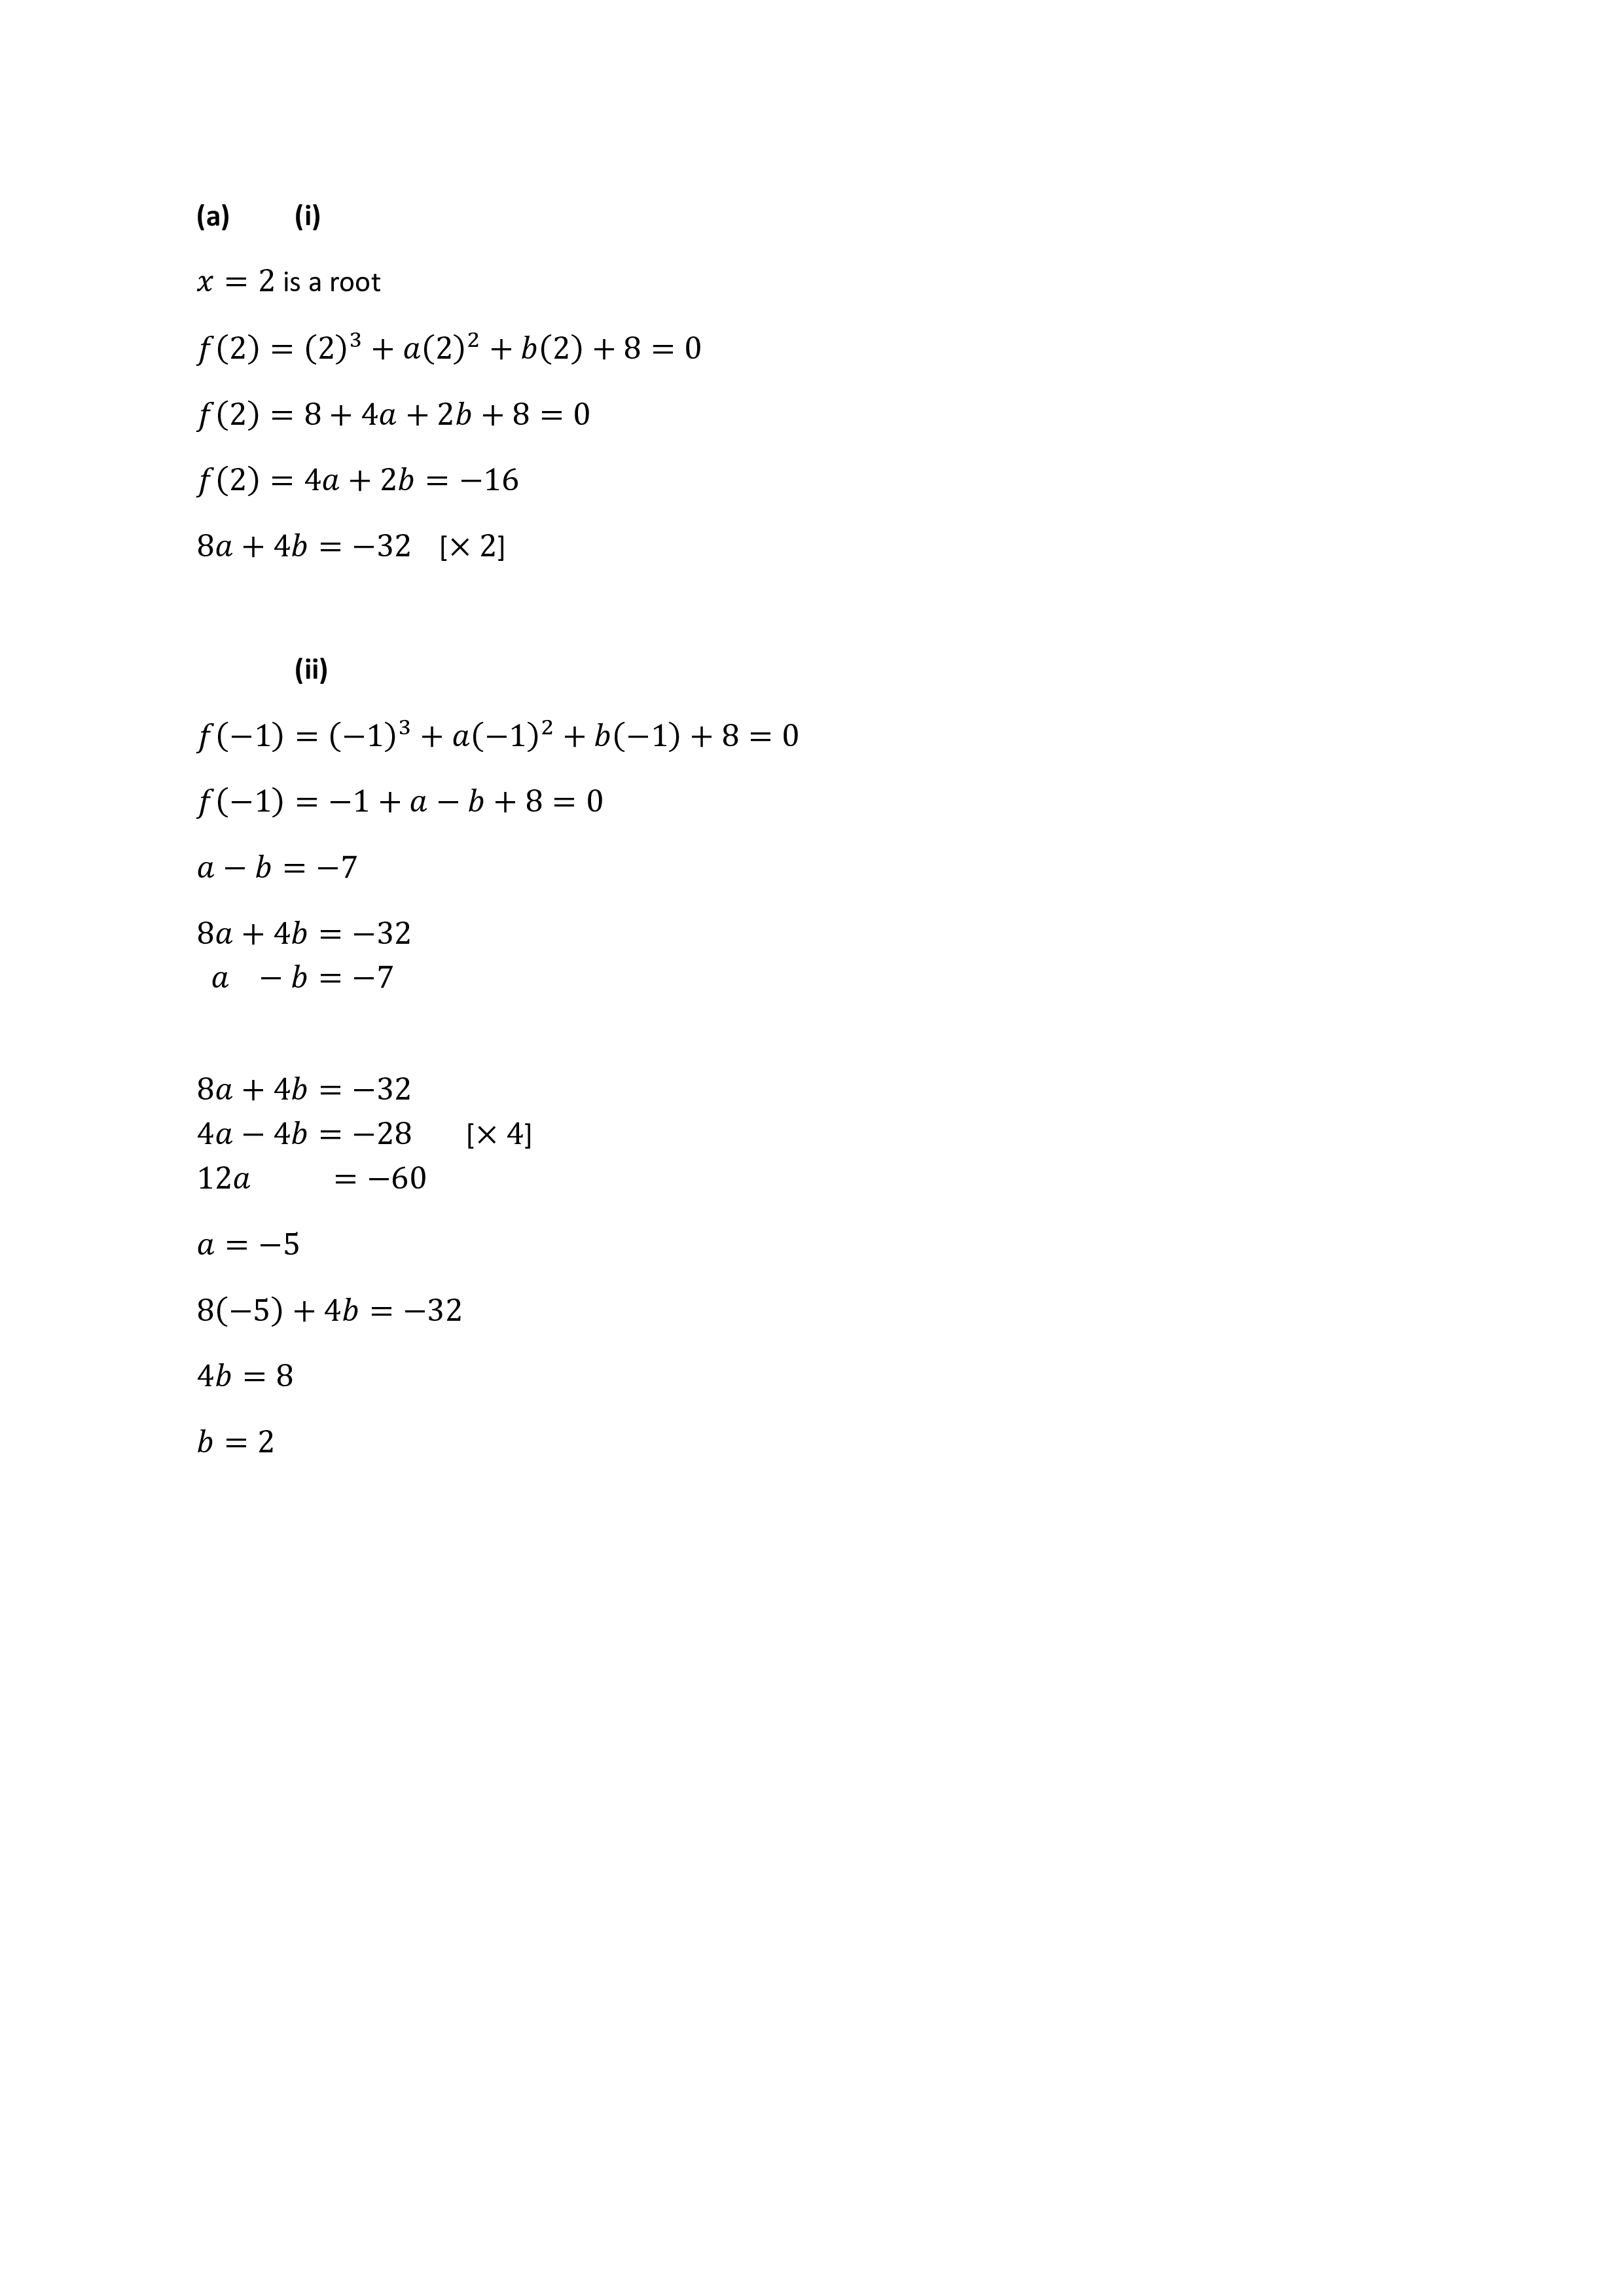 (a) (i)
x = 2 is a root
f(2) = (2)³ + a(2)² + b(2) + 8 = 0
f(2) = 8 + 4a + 2b + 8 = 0
f(2) = 4a + 2b = −16
8a + 4b = −32 [× 2]
(ii)
f(−1) = (−1)³ + a(−1)² + b(−1) + 8 = 0
f(−1) = −1 + a − b + 8 = 0
a − b = −7
8a + 4b = −32
a − b = −7
8a + 4b = −32
4a − 4b = −28 [× 4]
12a = −60
a = −5
8(−5) + 4b = −32
4b = 8
b = 2